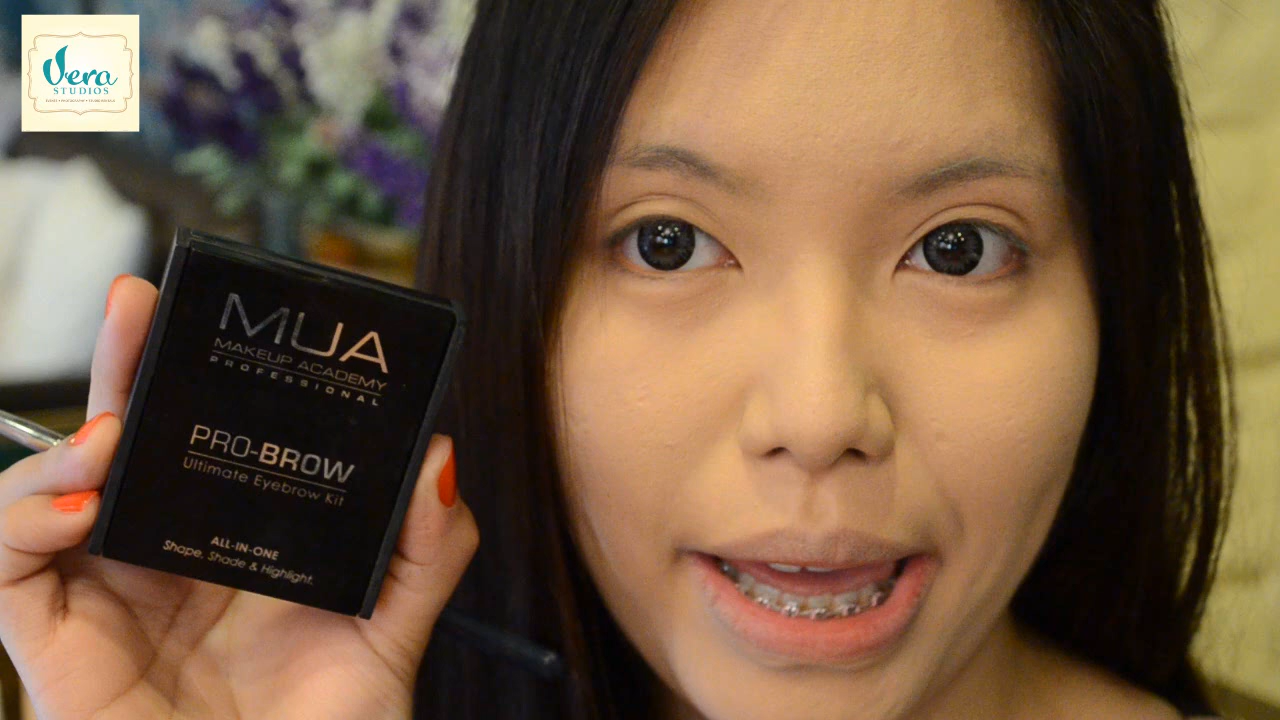 Vera
STUDIOS
MUA
MAKEUP ACADEMY
PROFESSIONAL
PRO-BROW
Ultimate Eyebrow Kit
ALL-IN-ONE
Shape, Shade & Highlight.